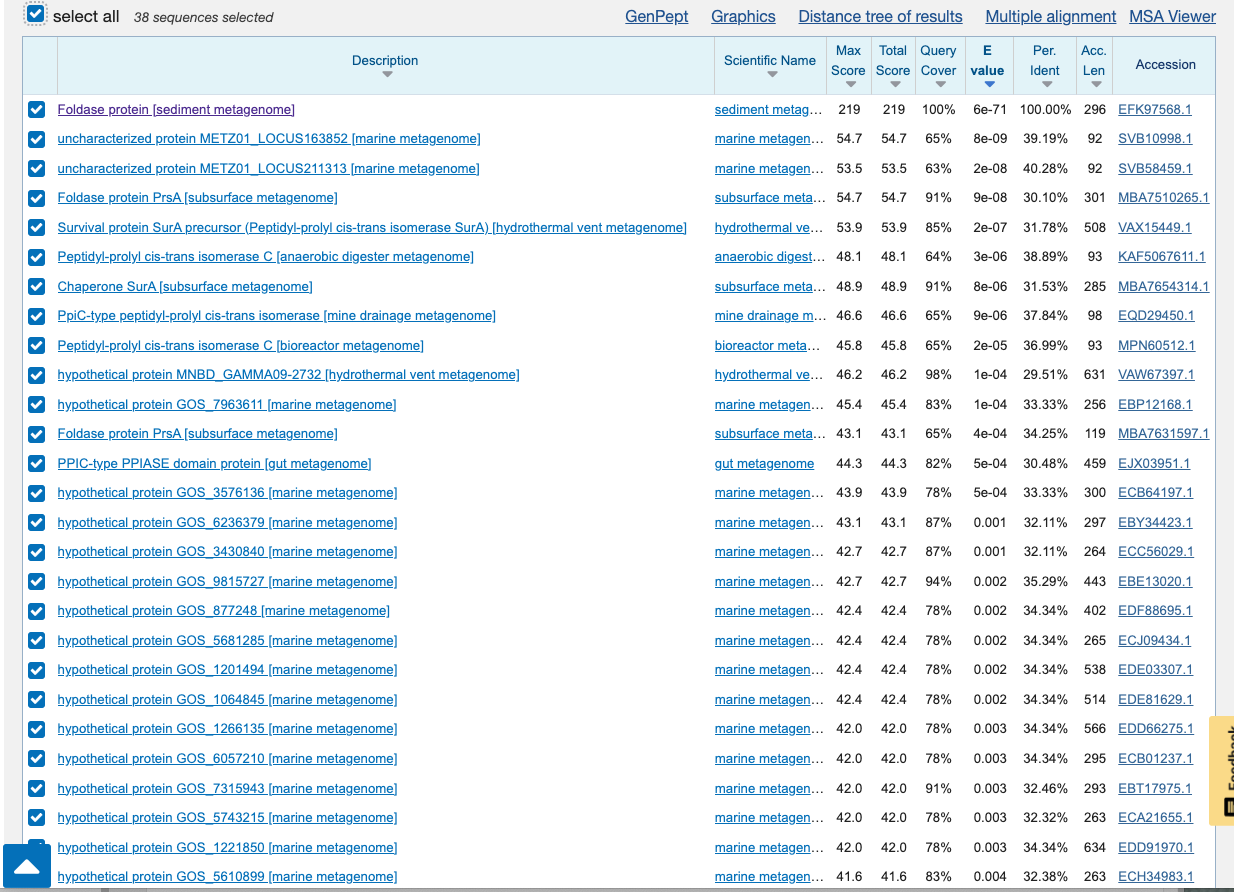 select all 38 sequences selected GenPept Graphics Distance tree of results Multiple alignment MSA Viewer
Description Scientific Name Max Score Total Score Query Cover E value Per. Ident Acc. Len Accession
Foldase protein [sediment metagenome] sediment metag... 219 219 100% 6e-71 100.00% 296 EFK97568.1
uncharacterized protein METZ01_LOCUS163852 [marine metagenome] marine metagen... 54.7 54.7 65% 8e-09 39.19% 92 SVB10998.1
uncharacterized protein METZ01_LOCUS211313 [marine metagenome] marine metagen... 53.5 53.5 63% 2e-08 40.28% 92 SVB58459.1
Foldase protein PrsA [subsurface metagenome] subsurface meta... 54.7 54.7 91% 9e-08 30.10% 301 MBA7510265.1
Survival protein SurA precursor (Peptidyl-prolyl cis-trans isomerase SurA) [hydrothermal vent metagenome] hydrothermal ve... 53.9 53.9 85% 2e-07 31.78% 508 VAX15449.1
Peptidyl-prolyl cis-trans isomerase C [anaerobic digester metagenome] anaerobic digest... 48.1 48.1 64% 3e-06 38.89% 93 KAF5067611.1
Chaperone SurA [subsurface metagenome] subsurface meta... 48.9 48.9 91% 8e-06 31.53% 285 MBA7654314.1
PpiC-type peptidyl-prolyl cis-trans isomerase [mine drainage metagenome] mine drainage m... 46.6 46.6 65% 9e-06 37.84% 98 EQD29450.1
Peptidyl-prolyl cis-trans isomerase C [bioreactor metagenome] bioreactor meta... 45.8 45.8 65% 2e-05 36.99% 93 MPN60512.1
hypothetical protein MNBD_GAMMA09-2732 [hydrothermal vent metagenome] hydrothermal ve... 46.2 46.2 98% 1e-04 29.51% 631 VAW67397.1
hypothetical protein GOS_7963611 [marine metagenome] marine metagen... 45.4 45.4 83% 1e-04 33.33% 256 EBP12168.1
Foldase protein PrsA [subsurface metagenome] subsurface meta... 43.1 43.1 65% 4e-04 34.25% 119 MBA7631597.1
PPIC-type PPIASE domain protein [gut metagenome] gut metagenome 44.3 44.3 82% 5e-04 30.48% 459 EJX03951.1
hypothetical protein GOS_3576136 [marine metagenome] marine metagen... 43.9 43.9 78% 5e-04 33.33% 300 ECB64197.1
hypothetical protein GOS_6236379 [marine metagenome] marine metagen... 43.1 43.1 87% 0.001 32.11% 297 EBY34423.1
hypothetical protein GOS_3430840 [marine metagenome] marine metagen... 42.7 42.7 87% 0.001 32.11% 264 ECC56029.1
hypothetical protein GOS_9815727 [marine metagenome] marine metagen... 42.7 42.7 94% 0.002 35.29% 443 EBE13020.1
hypothetical protein GOS_877248 [marine metagenome] marine metagen... 42.4 42.4 78% 0.002 34.34% 402 EDF88695.1
hypothetical protein GOS_5681285 [marine metagenome] marine metagen... 42.4 42.4 78% 0.002 34.34% 265 ECJ09434.1
hypothetical protein GOS_1201494 [marine metagenome] marine metagen... 42.4 42.4 78% 0.002 34.34% 538 EDE03307.1
hypothetical protein GOS_1064845 [marine metagenome] marine metagen... 42.4 42.4 78% 0.002 34.34% 514 EDE81629.1
hypothetical protein GOS_1266135 [marine metagenome] marine metagen... 42.0 42.0 78% 0.003 34.34% 566 EDD66275.1
hypothetical protein GOS_6057210 [marine metagenome] marine metagen... 42.0 42.0 78% 0.003 34.34% 295 ECB01237.1
hypothetical protein GOS_7315943 [marine metagenome] marine metagen... 42.0 42.0 91% 0.003 32.46% 293 EBT17975.1
hypothetical protein GOS_5743215 [marine metagenome] marine metagen... 42.0 42.0 78% 0.003 32.32% 263 ECA21655.1
hypothetical protein GOS_1221850 [marine metagenome] marine metagen... 42.0 42.0 78% 0.003 34.34% 634 EDD91970.1
hypothetical protein GOS_5610899 [marine metagenome] marine metagen... 41.6 41.6 83% 0.004 32.38% 263 ECH34983.1
Feedback